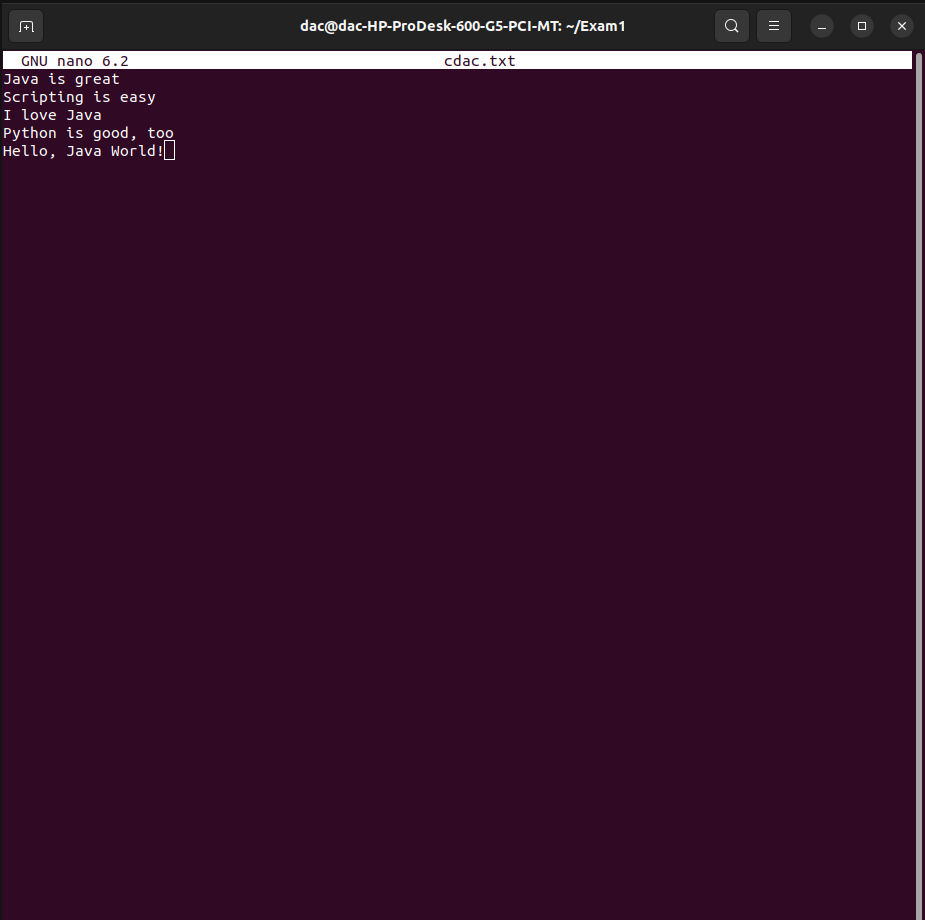 dac@dac-HP-ProDesk-600-G5-PCI-MT: ~/Exam1
GNU nano 6.2 cdac.txt
Java is great
Scripting is easy
I love Java
Python is good, too
Hello, Java World!